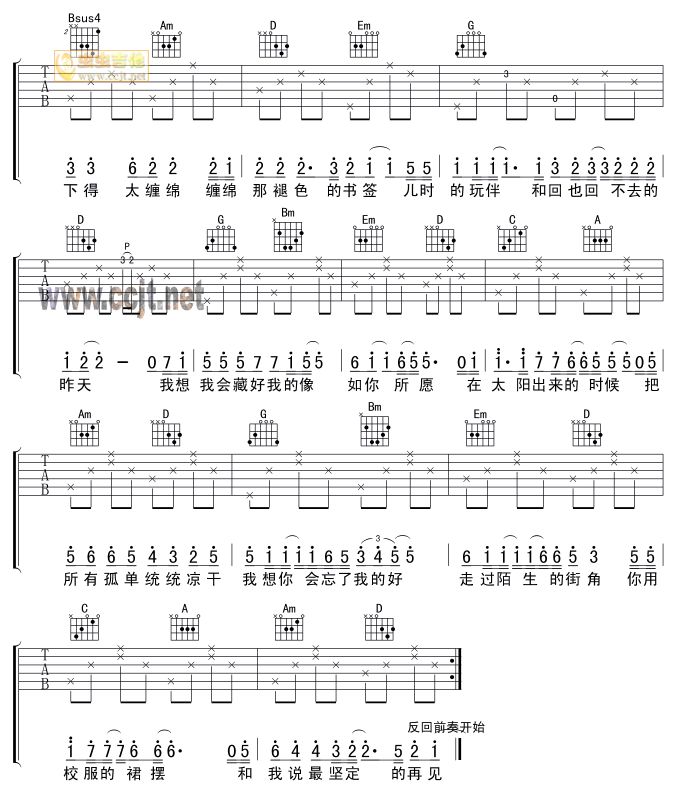 Bsus4 Am D Em G
2
虫虫吉他
www.ccjt.net
T A B 3 0
3 3 6 2 2 2 1 2 2 2· 3 2 1 1 5 5 1 1 1 1· 1 3 2 3 3 2 2 2
下得 太缠绵 缠绵 那褪色 的书签 儿时 的玩伴 和回也回 不去的
D G Bm Em D C A
P
T A B 3 2
www.ccjt.net
1 2 2 – 0 7 1 5 5 5 7 7 1 5 5 6 1 1 6 5 5 0 1 1· 1 7 7 6 6 5 5 5 0 5
昨天 我想 我会藏好我的像 如你 所愿 在 太 阳出来的 时候 把
Am D G Bm Em D
T A B
5 6 6 5 4 3 2 5 5 1 1 1 1 6 5 3 4 5 5 6 1 1 1 1 6 6 5 3 5 5
3
所有孤单统统凉干 我想你 会忘了我的好 走过陌 生的街角 你用
C A Am D
T A B
反回前奏开始
1 7 7 7 6 6 6· 0 5 6 4 4 3 2 2· 2 1
校服的 裙摆 和 我说最坚定 的再见